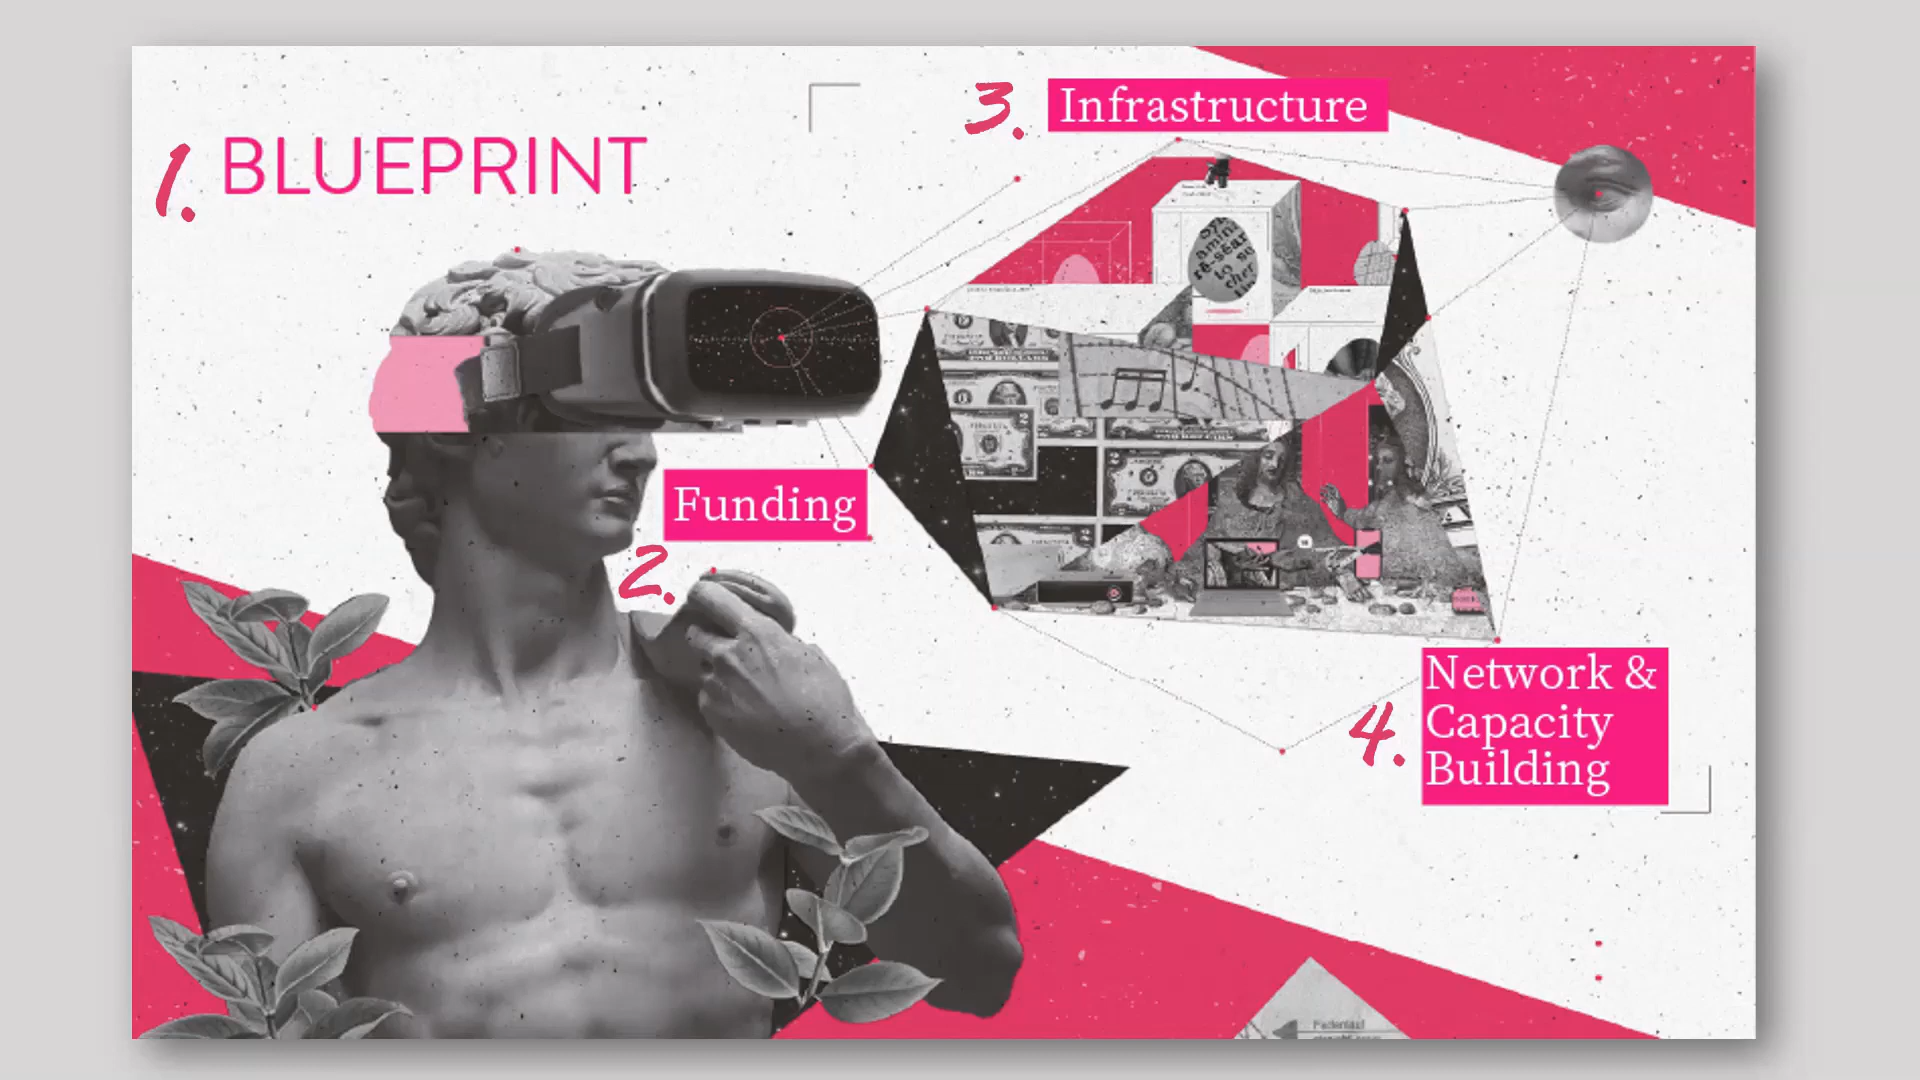 1. BLUEPRINT
3. Infrastructure
Funding
2.
4. Network &
Capacity
Building